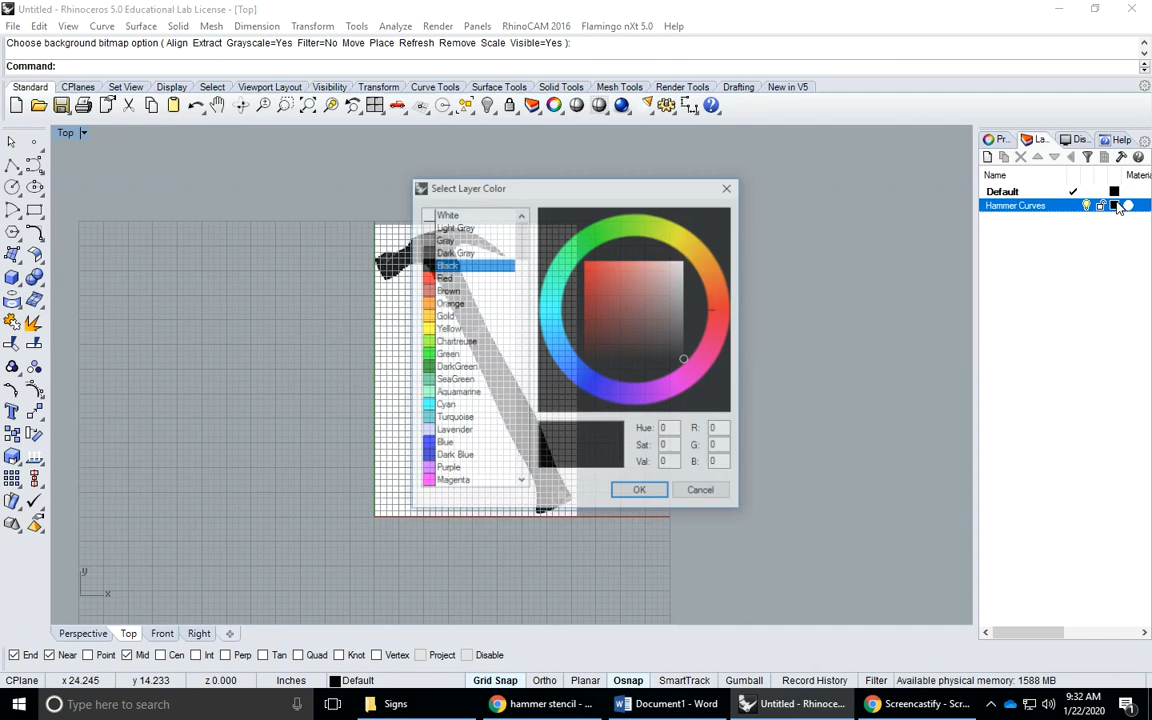 Untitled - Rhinoceros 5.0 Educational Lab License - [Top]
File Edit View Curve Surface Solid Mesh Dimension Transform Tools Analyze Render Panels RhinoCAM 2016 Flamingo nXt 5.0 Help
Choose background bitmap option ( Align Extract Grayscale=Yes Filter=No Move Place Refresh Remove Scale Visible=Yes ):
Command:
Standard CPlanes Set View Display Select Viewport Layout Visibility Transform Curve Tools Surface Tools Solid Tools Mesh Tools Render Tools Drafting New in V5
Top
Pr... La... Dis... Help
Name Materi
Default
Hammer Curves
Select Layer Color
White
Light Gray
Gray
Dark Gray
Black
Red
Brown
Orange
Gold
Yellow
Chartreuse
Green
DarkGreen
SeaGreen
Aquamarine
Cyan
Turquoise
Lavender
Blue
Dark Blue
Purple
Magenta
Hue: 0 R: 0
Sat: 0 G: 0
Val: 0 B: 0
OK Cancel
y
x
Perspective Top Front Right
End Near Point Mid Cen Int Perp Tan Quad Knot Vertex Project Disable
CPlane x 24.245 y 14.233 z 0.000 Inches Default Grid Snap Ortho Planar Osnap SmartTrack Gumball Record History Filter Available physical memory: 1588 MB
Type here to search Signs hammer stencil - ... Document1 - Word Untitled - Rhinoce... Screencastify - Scr... 9:32 AM
1/22/2020 1